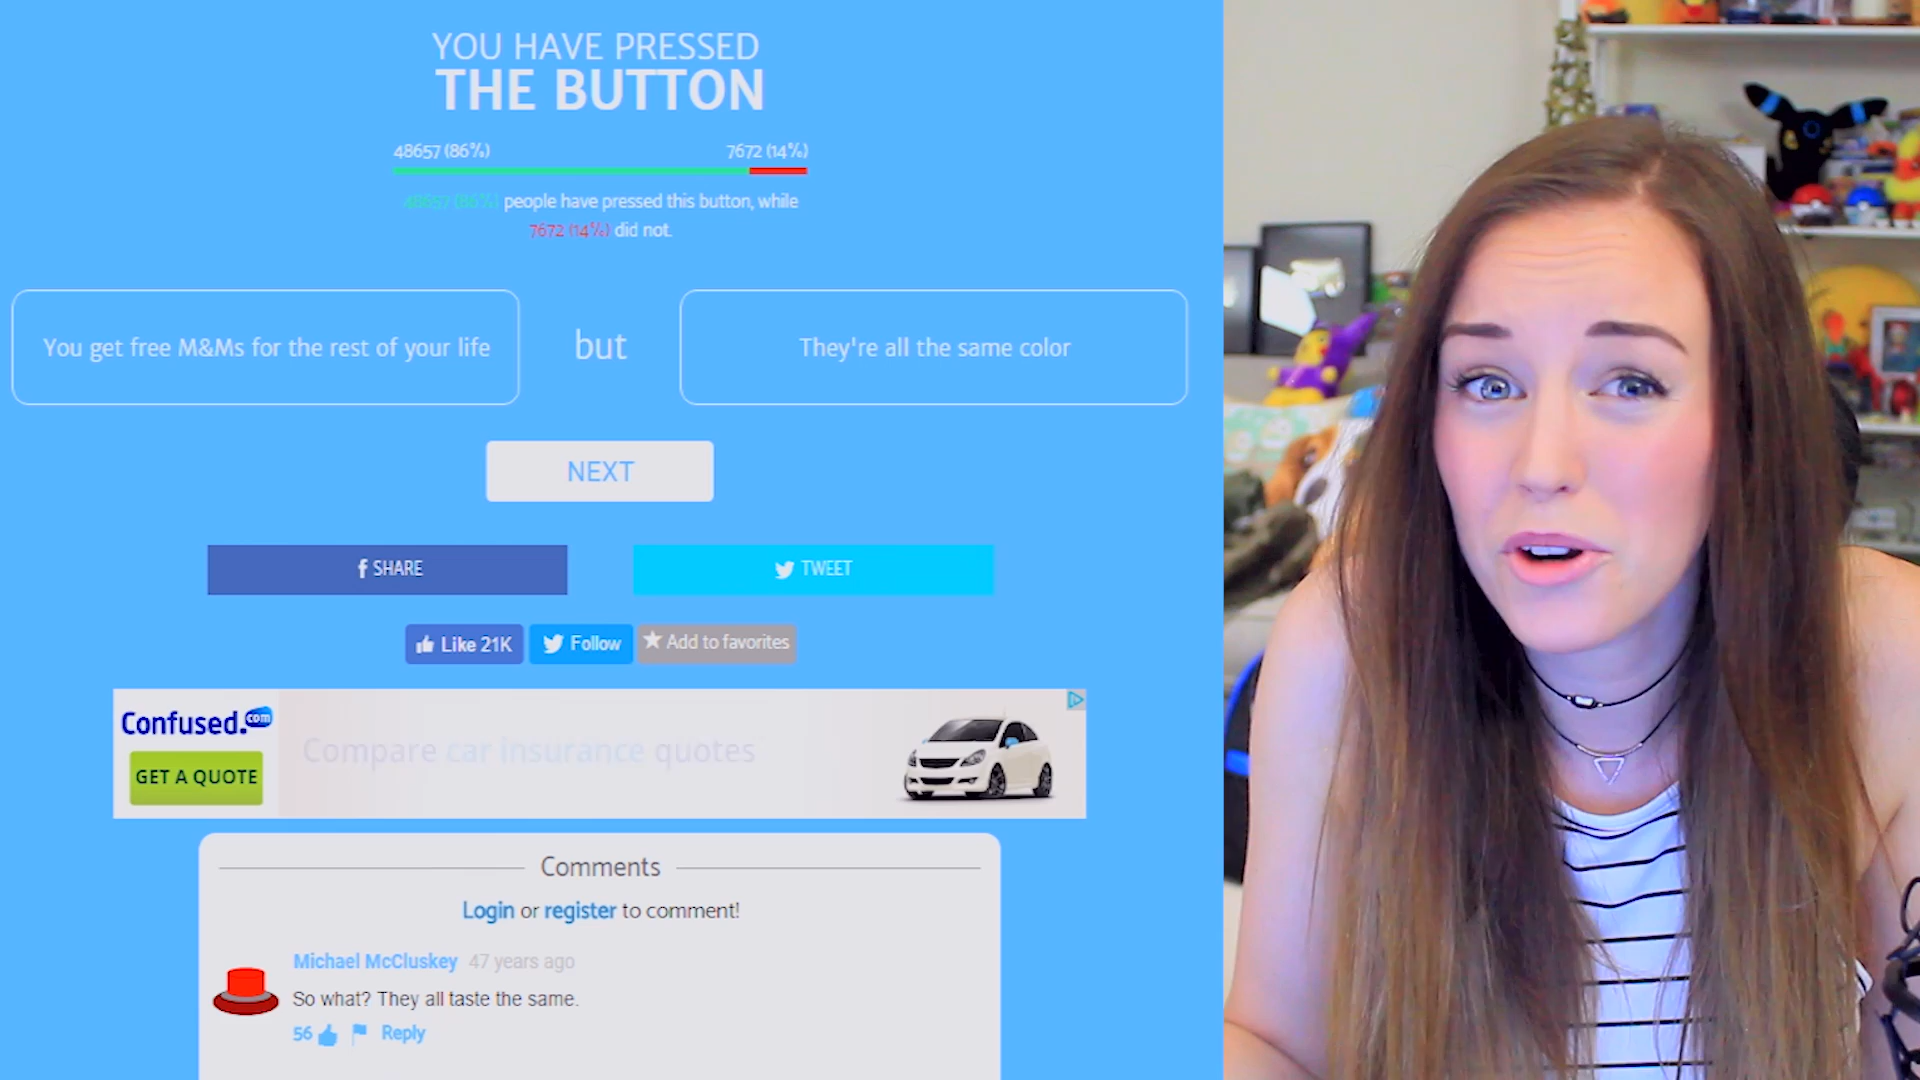 YOU HAVE PRESSED
THE BUTTON
48657 (86%) 7672 (14%)
48657 (86%) people have pressed this button, while
7672 (14%) did not.
You get free M&Ms for the rest of your life
but
They're all the same color
NEXT
f SHARE
TWEET
Like 21K
Follow
Add to favorites
Confused.com
GET A QUOTE
Compare car insurance quotes
Comments
Login or register to comment!
Michael McCluskey 47 years ago
So what? They all taste the same.
56 Reply